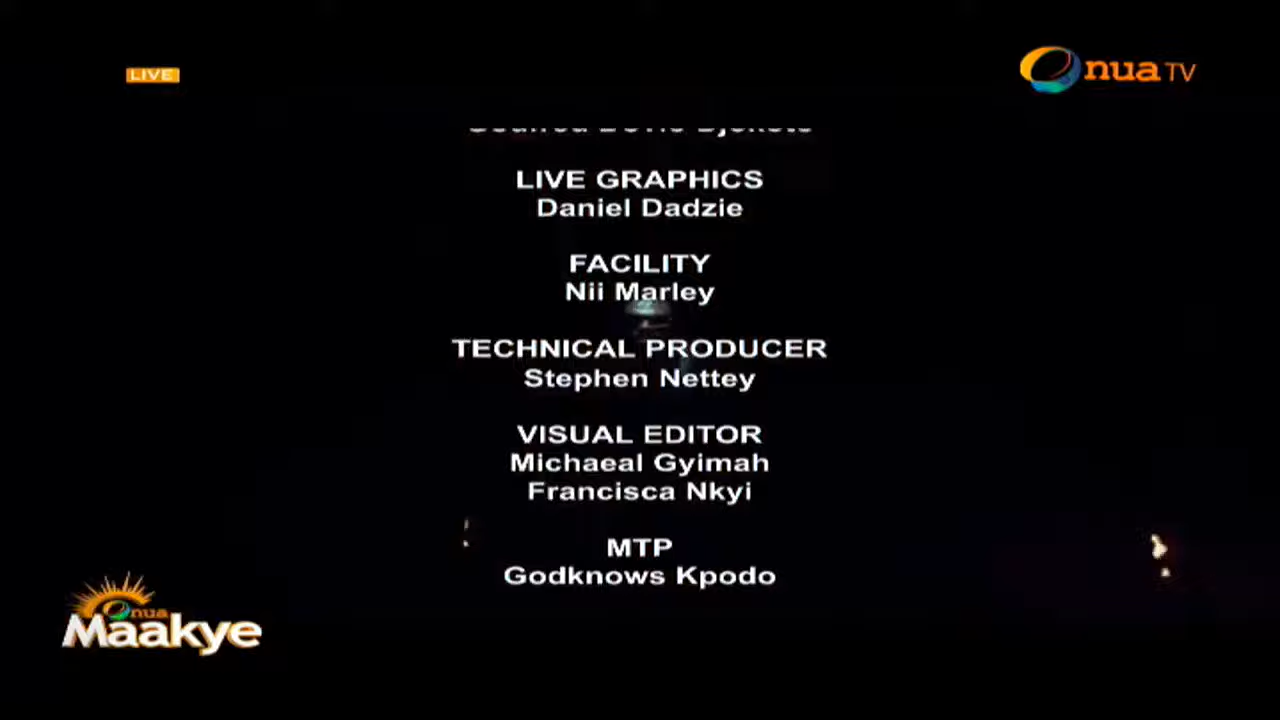 LIVE
nua TV
LIVE GRAPHICS
Daniel Dadzie
FACILITY
Nii Marley
TECHNICAL PRODUCER
Stephen Nettey
VISUAL EDITOR
Michaeal Gyimah
Francisca Nkyi
MTP
Godknows Kpodo
nua
Maakye